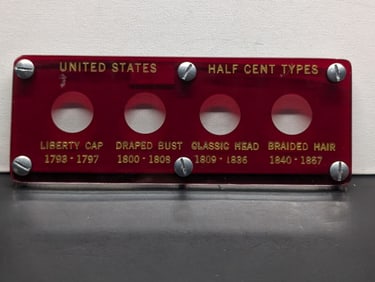 UNITED STATES HALF CENT TYPES
LIBERTY CAP DRAPED BUST CLASSIC HEAD BRAIDED HAIR
1793 - 1797 1800 - 1808 1809 - 1836 1840 - 1857